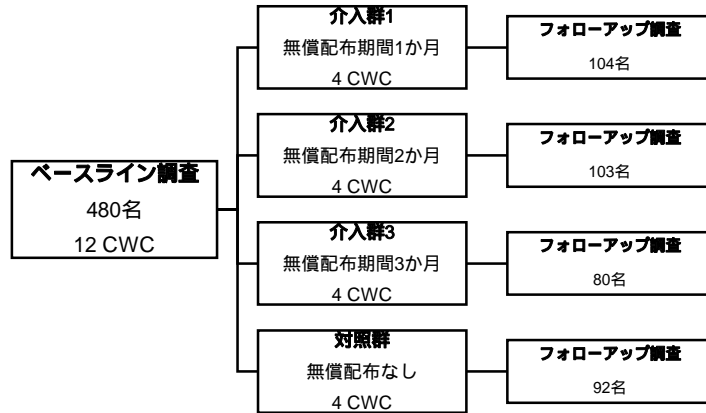 介入群1
無償配布期間1か月
4 CWC
フォローアップ調査
104名
介入群2
無償配布期間2か月
4 CWC
フォローアップ調査
103名
ベースライン調査
480名
12 CWC
介入群3
無償配布期間3か月
4 CWC
フォローアップ調査
80名
対照群
無償配布なし
4 CWC
フォローアップ調査
92名